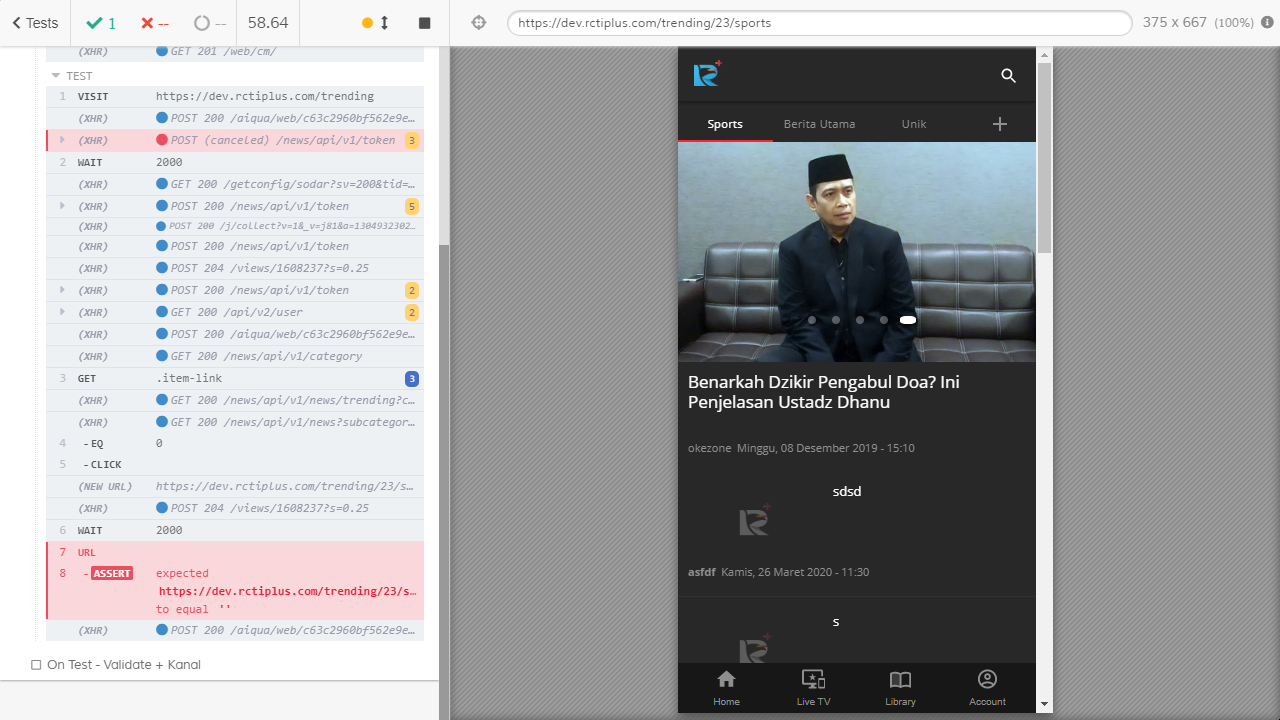 Tests
1
--
--
58.64
https://dev.rctiplus.com/trending/23/sports
375 x 667 (100%)
(XHR) GET 201 /web/cm/
TEST
1 VISIT https://dev.rctiplus.com/trending
(XHR) POST 200 /aiqua/web/c63c2960bf562e9e…
(XHR) POST (canceled) /news/api/v1/token 3
2 WAIT 2000
(XHR) GET 200 /getconfig/sodar?sv=200&tid=…
(XHR) POST 200 /news/api/v1/token 5
(XHR) POST 200 /j/collect?v=1&_v=j81&a=1304932302…
(XHR) POST 200 /news/api/v1/token
(XHR) POST 204 /views/1608237?s=0.25
(XHR) POST 200 /news/api/v1/token 2
(XHR) GET 200 /api/v2/user 2
(XHR) POST 200 /aiqua/web/c63c2960bf562e9e…
(XHR) GET 200 /news/api/v1/category
3 GET .item-link 3
(XHR) GET 200 /news/api/v1/news/trending?c…
(XHR) GET 200 /news/api/v1/news?subcategor…
4 - EQ 0
5 - CLICK
(NEW URL) https://dev.rctiplus.com/trending/23/s…
(XHR) POST 204 /views/1608237?s=0.25
6 WAIT 2000
7 URL
8 - ASSERT expected
https://dev.rctiplus.com/trending/23/s…
to equal ''
(XHR) POST 200 /aiqua/web/c63c2960bf562e9e…
On Test - Validate + Kanal
Sports Berita Utama Unik
Benarkah Dzikir Pengabul Doa? Ini
Penjelasan Ustadz Dhanu
okezone Minggu, 08 Desember 2019 - 15:10
sdsd
asfdf Kamis, 26 Maret 2020 - 11:30
s
Home Live TV Library Account